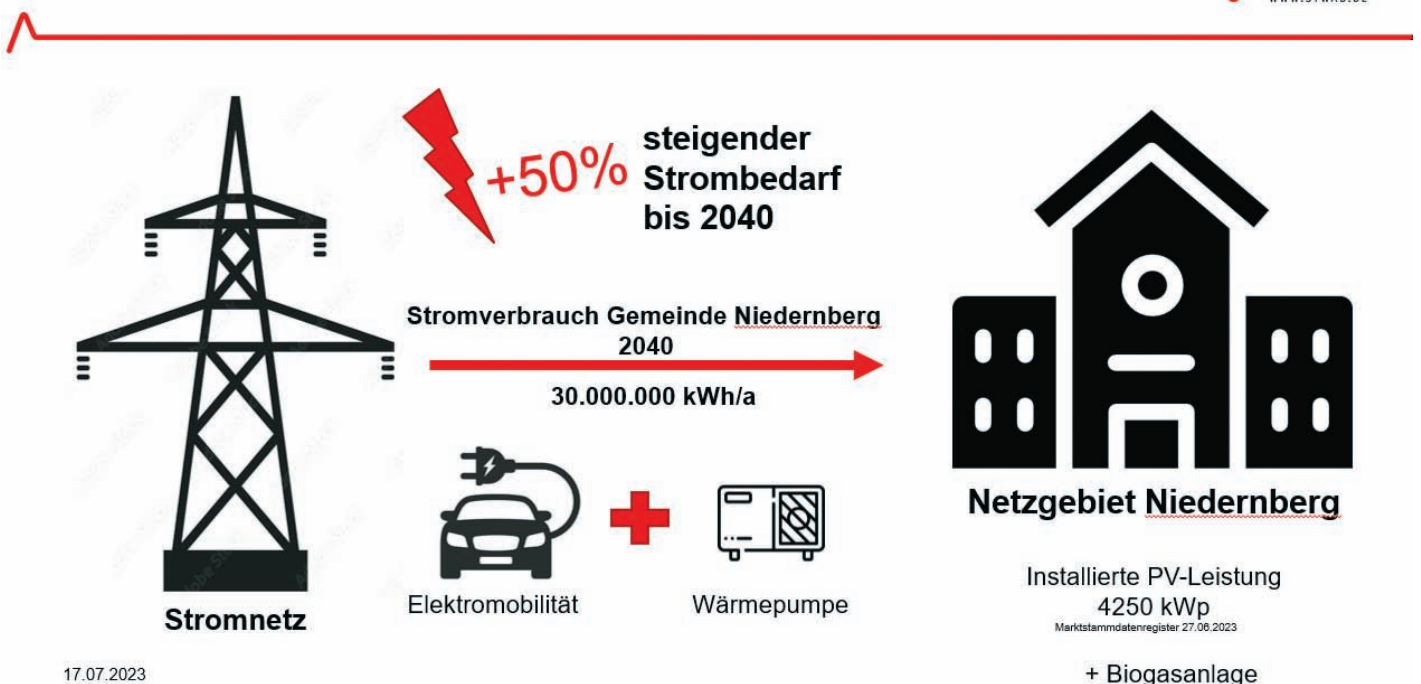 +50%
steigender
Strombedarf
bis 2040
Stromverbrauch Gemeinde Niedernberg
2040
30.000.000 kWh/a
Elektromobilität
Wärmepumpe
Stromnetz
Netzgebiet Niedernberg
Installierte PV-Leistung
4250 kWp
Marktstammdatenregister 27.06.2023
+ Biogasanlage
17.07.2023